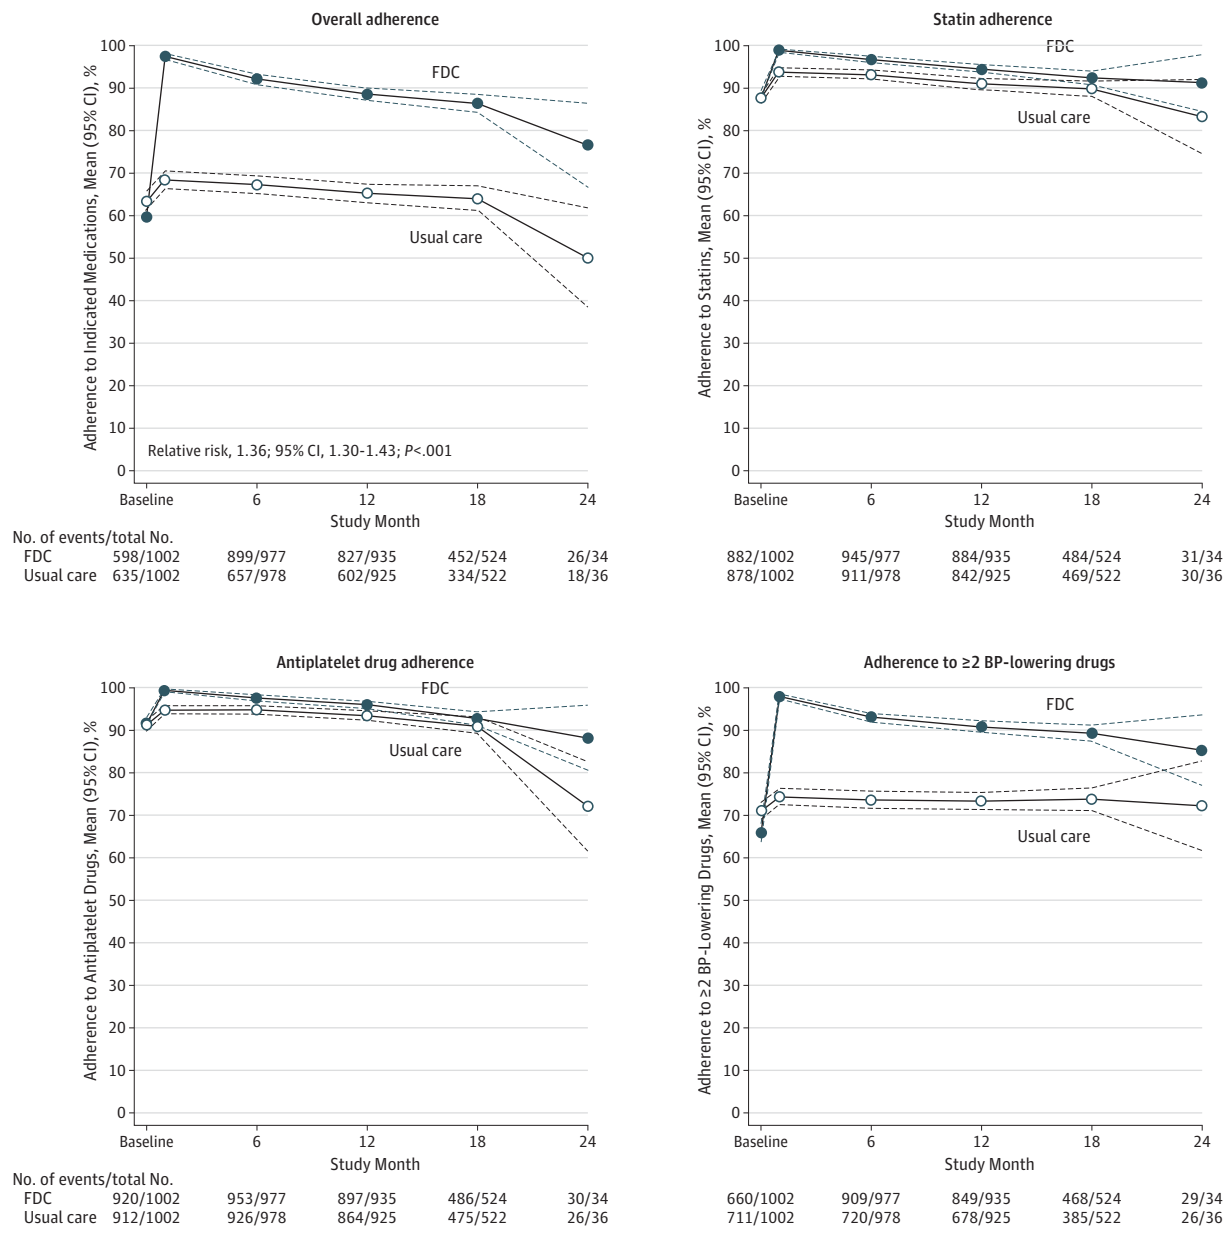 Overall adherence
Adherence to Indicated Medications, Mean (95% CI), %
100
90
80
70
60
50
40
30
20
10
0
FDC
Usual care
Relative risk, 1.36; 95% CI, 1.30-1.43; P<.001
Baseline 6 12 18 24
Study Month
No. of events/total No.
FDC 598/1002 899/977 827/935 452/524 26/34
Usual care 635/1002 657/978 602/925 334/522 18/36
Statin adherence
Adherence to Statins, Mean (95% CI), %
100
90
80
70
60
50
40
30
20
10
0
FDC
Usual care
Baseline 6 12 18 24
Study Month
882/1002 945/977 884/935 484/524 31/34
878/1002 911/978 842/925 469/522 30/36
Antiplatelet drug adherence
Adherence to Antiplatelet Drugs, Mean (95% CI), %
100
90
80
70
60
50
40
30
20
10
0
FDC
Usual care
Baseline 6 12 18 24
Study Month
No. of events/total No.
FDC 920/1002 953/977 897/935 486/524 30/34
Usual care 912/1002 926/978 864/925 475/522 26/36
Adherence to ≥2 BP-lowering drugs
Adherence to ≥2 BP-Lowering Drugs, Mean (95% CI), %
100
90
80
70
60
50
40
30
20
10
0
FDC
Usual care
Baseline 6 12 18 24
Study Month
660/1002 909/977 849/935 468/524 29/34
711/1002 720/978 678/925 385/522 26/36